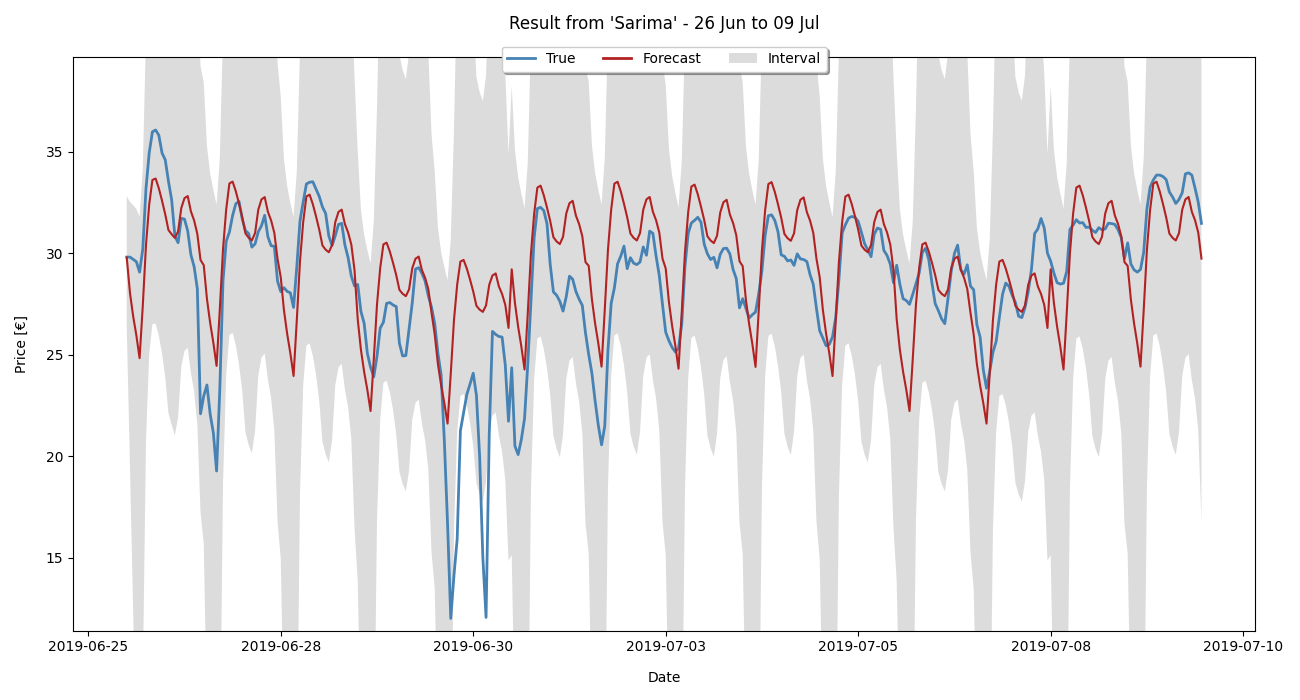 Result from 'Sarima' - 26 Jun to 09 Jul
True Forecast Interval
35
30
25
20
15
Price [€]
2019-06-25 2019-06-28 2019-06-30 2019-07-03 2019-07-05 2019-07-08 2019-07-10
Date